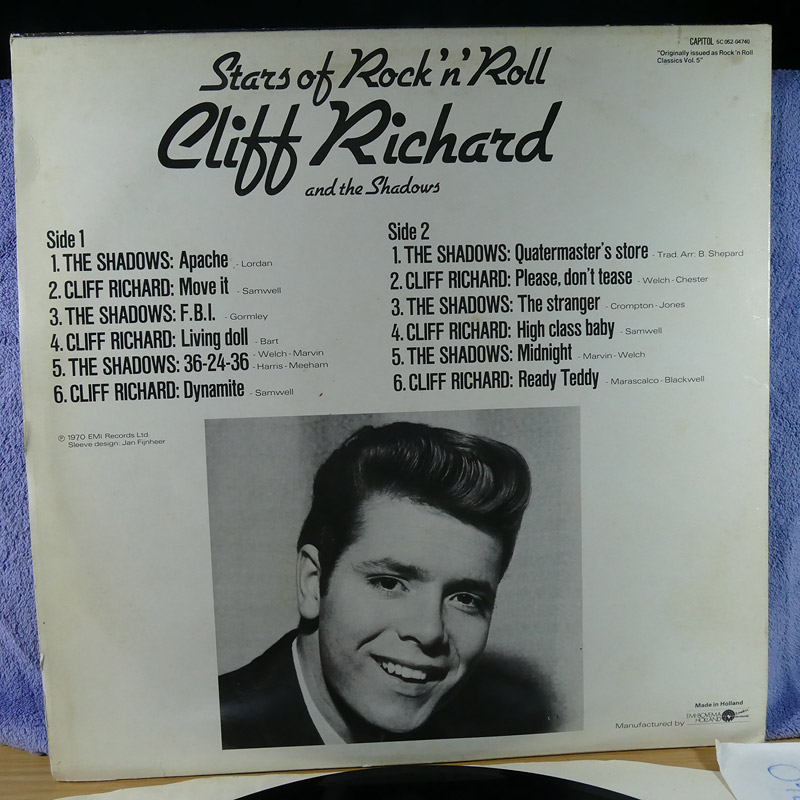 CAPITOL 5C 052-04740
"Originally issued as Rock'n Roll
Classics Vol. 5"
Stars of Rock'n' Roll
Cliff Richard
and the Shadows
Side 1
1. THE SHADOWS: Apache - Lordan
2. CLIFF RICHARD: Move it - Samwell
3. THE SHADOWS: F.B.I. - Gormley
4. CLIFF RICHARD: Living doll - Bart
5. THE SHADOWS: 36-24-36 - Welch - Marvin
- Harris - Meeham
6. CLIFF RICHARD: Dynamite - Samwell
Side 2
1. THE SHADOWS: Quatermaster's store - Trad. Arr: B. Shepard
2. CLIFF RICHARD: Please, don't tease - Welch - Chester
3. THE SHADOWS: The stranger - Crompton - Jones
4. CLIFF RICHARD: High class baby - Samwell
5. THE SHADOWS: Midnight - Marvin - Welch
6. CLIFF RICHARD: Ready Teddy - Marascalco - Blackwell
℗ 1970 EMI Records Ltd.
Sleeve design: Jan Fijnheer
Made in Holland
Manufactured by EMI-BOVEMA
HOLLAND